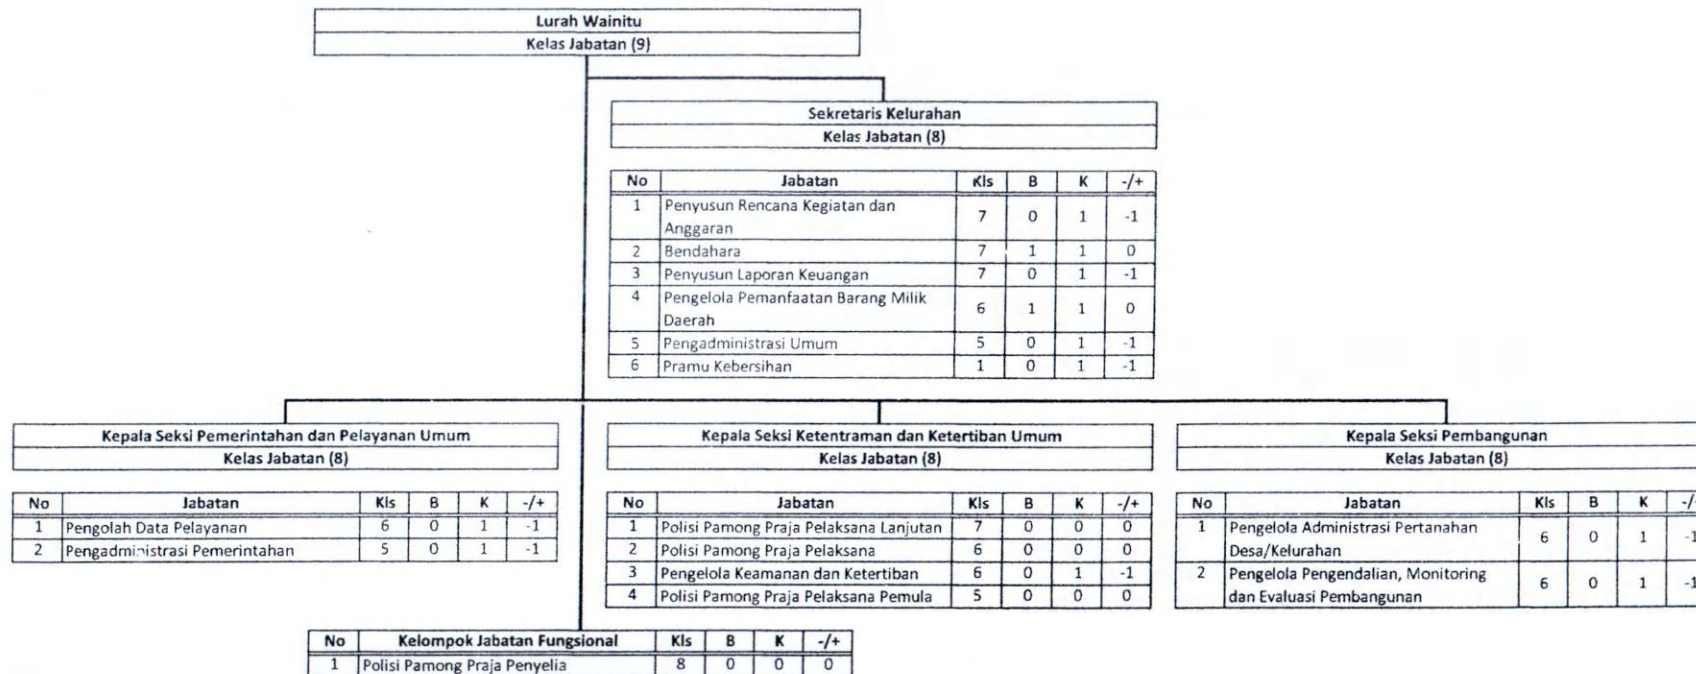 Lurah Wainitu
Kelas Jabatan (9)
Sekretaris Kelurahan
Kelas Jabatan (8)
No Jabatan Kls B K -/+
1 Penyusun Rencana Kegiatan dan
Anggaran 7 0 1 -1
2 Bendahara 7 1 1 0
3 Penyusun Laporan Keuangan 7 0 1 -1
4 Pengelola Pemanfaatan Barang Milik
Daerah 6 1 1 0
5 Pengadministrasi Umum 5 0 1 -1
6 Pramu Kebersihan 1 0 1 -1
Kepala Seksi Pemerintahan dan Pelayanan Umum
Kelas Jabatan (8)
No Jabatan Kls B K -/+
1 Pengolah Data Pelayanan 6 0 1 -1
2 Pengadministrasi Pemerintahan 5 0 1 -1
Kepala Seksi Ketentraman dan Ketertiban Umum
Kelas Jabatan (8)
No Jabatan Kls B K -/+
1 Polisi Pamong Praja Pelaksana Lanjutan 7 0 0 0
2 Polisi Pamong Praja Pelaksana 6 0 0 0
3 Pengelola Keamanan dan Ketertiban 6 0 1 -1
4 Polisi Pamong Praja Pelaksana Pemula 5 0 0 0
Kepala Seksi Pembangunan
Kelas Jabatan (8)
No Jabatan Kls B K -/+
1 Pengelola Administrasi Pertanahan
Desa/Kelurahan 6 0 1 -1
2 Pengelola Pengendalian, Monitoring
dan Evaluasi Pembangunan 6 0 1 -1
No Kelompok Jabatan Fungsional Kls B K -/+
1 Polisi Pamong Praja Penyelia 8 0 0 0